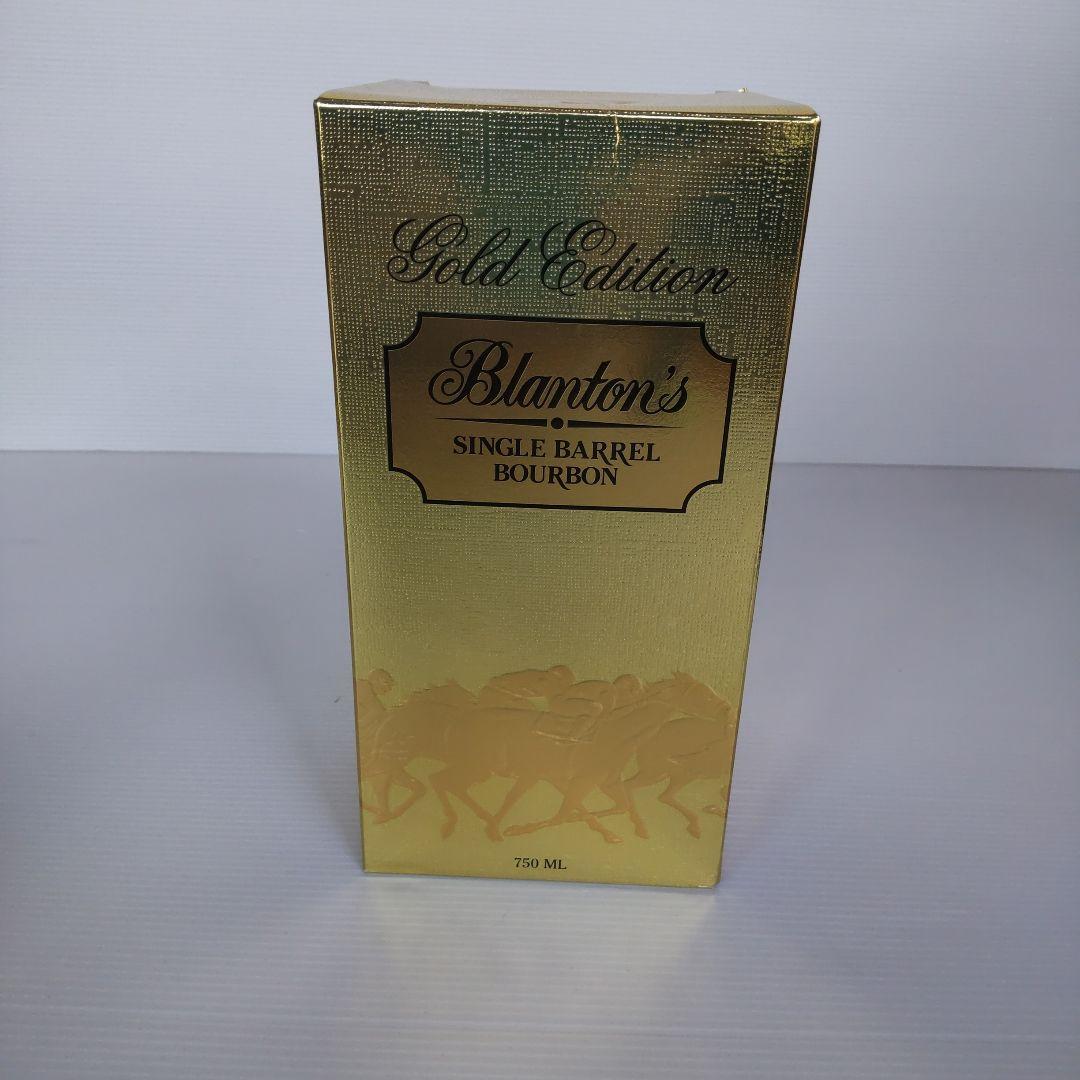 Gold Edition
Blanton's
SINGLE BARREL
BOURBON
750 ML